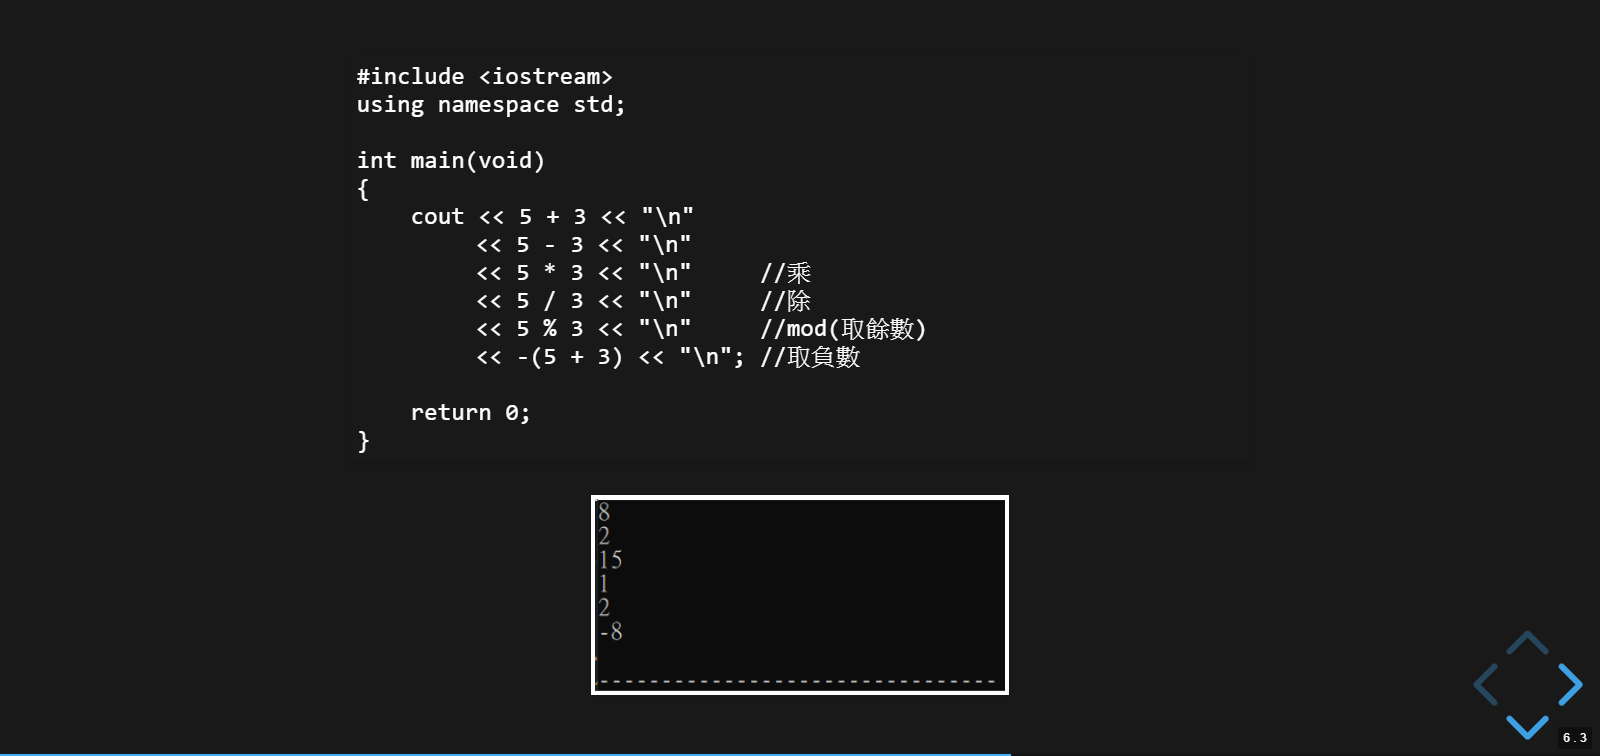 #include <iostream>
using namespace std;
int main(void)
{
    cout << 5 + 3 << "\n"
         << 5 - 3 << "\n"
         << 5 * 3 << "\n"     //乘
         << 5 / 3 << "\n"     //除
         << 5 % 3 << "\n"     //mod(取餘數)
         << -(5 + 3) << "\n"; //取負數
    return 0;
}
8
2
15
1
2
-8
--------------------------------
6.3